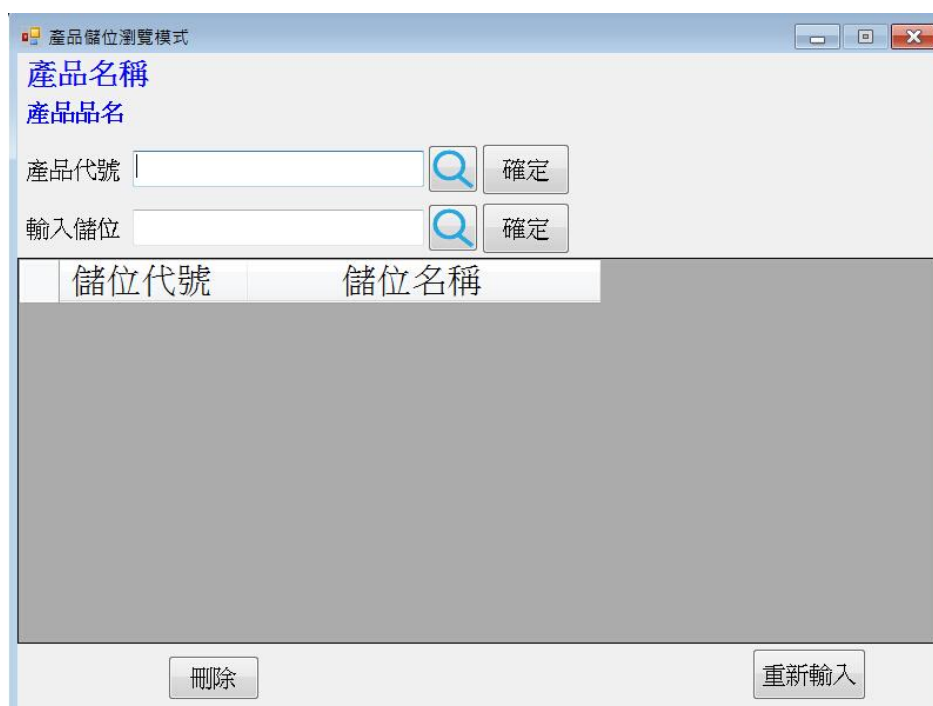 產品儲位瀏覽模式
產品名稱
產品品名
產品代號 確定
輸入儲位 確定
儲位代號 儲位名稱
刪除 重新輸入